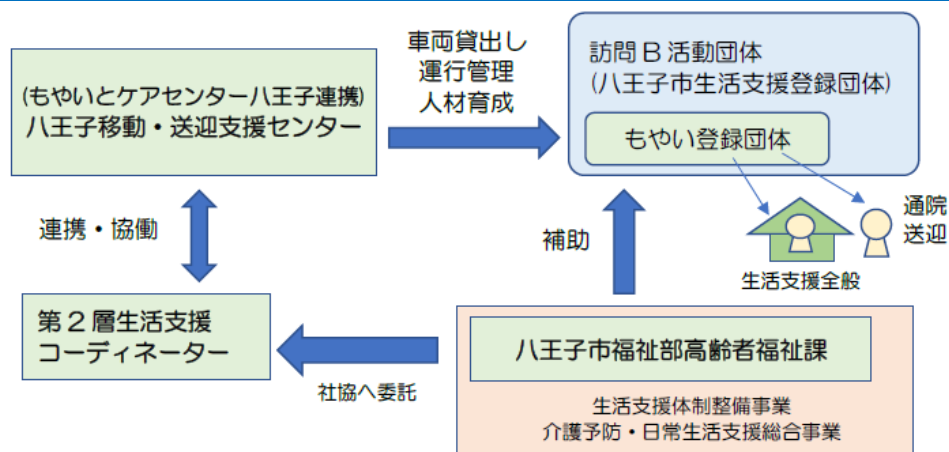 (もやいとケアセンター八王子連携)
八王子移動・送迎支援センター
車両貸出し
運行管理
人材育成
訪問B活動団体
(八王子市生活支援登録団体)
もやい登録団体
連携・協働
補助
通院
送迎
生活支援全般
第2層生活支援
コーディネーター
社協へ委託
八王子市福祉部高齢者福祉課
生活支援体制整備事業
介護予防・日常生活支援総合事業